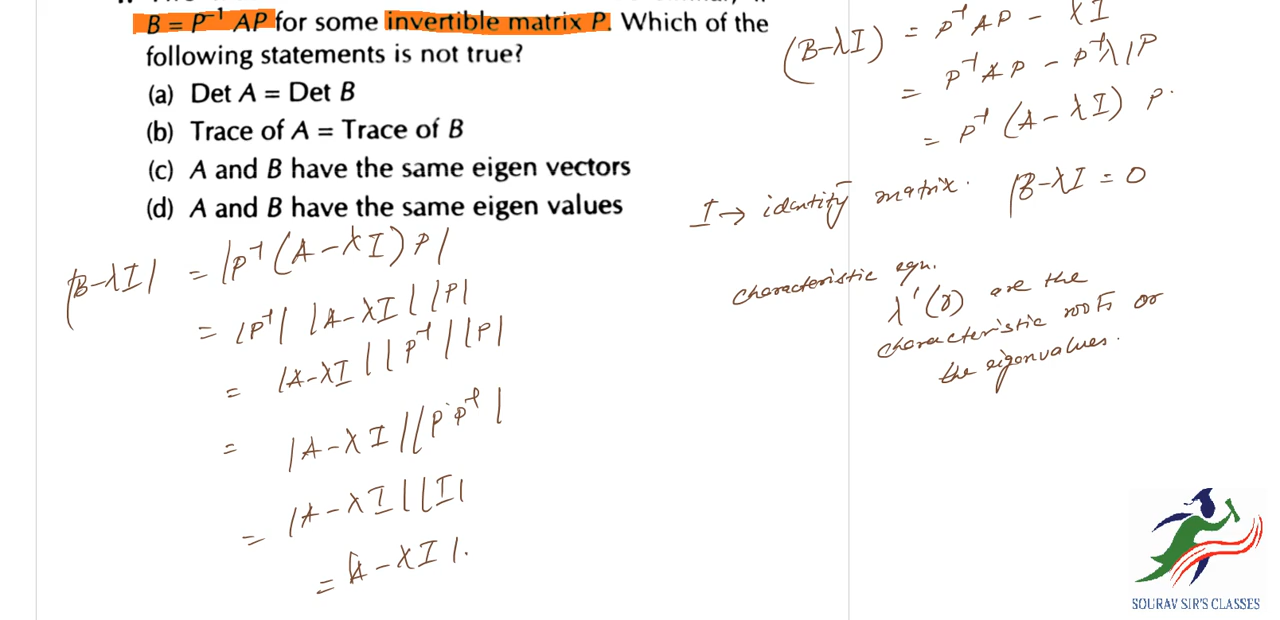 B = P⁻¹ AP for some invertible matrix P. Which of the
following statements is not true?
(a) Det A = Det B
(b) Trace of A = Trace of B
(c) A and B have the same eigen vectors
(d) A and B have the same eigen values
(B-λI) = P⁻¹AP - λI
= P⁻¹AP - P⁻¹λIP
= P⁻¹ (A-λI) P.
I → identity matrix. |B-λI = 0
characteristic eqn.
λ'(s) are the
characteristic roots or
the eigenvalues.
|B-λI| = |P⁻¹(A-λI)P|
= |P⁻¹| |A-λI| |P|
= |A-λI| |P⁻¹| |P|
= |A-λI| |P P⁻¹|
= |A-λI| |I|
= |A-λI|.
SOURAV SIR'S CLASSES